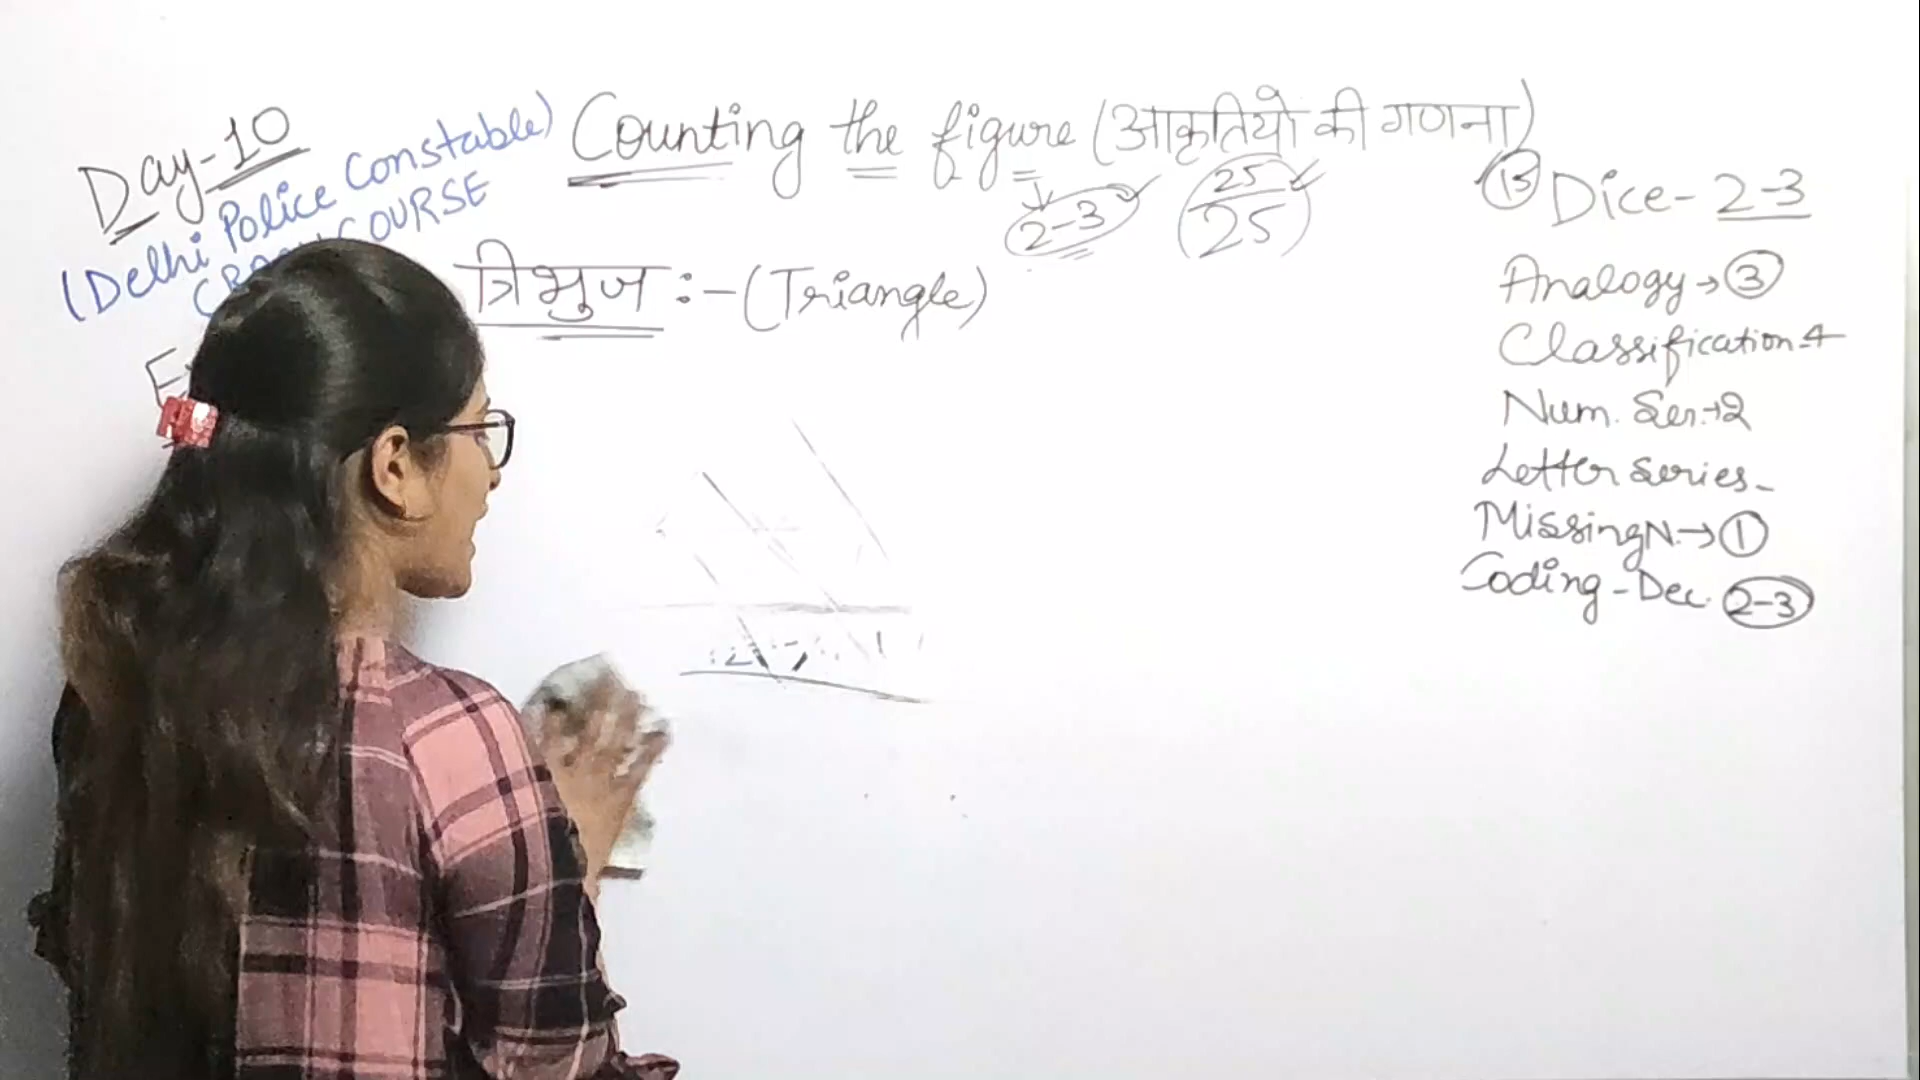 Day-10
(Delhi Police Constable)
COURSE
Counting the figure (आकृतियो की गणना)
2-3
25/25
त्रिभुज :- (Triangle)
15 Dice - 2-3
Analogy → 3
Classification - 4
Num. Ser. → 2
Letter Series -
Missing N. → 1
Coding - Dec. 2-3